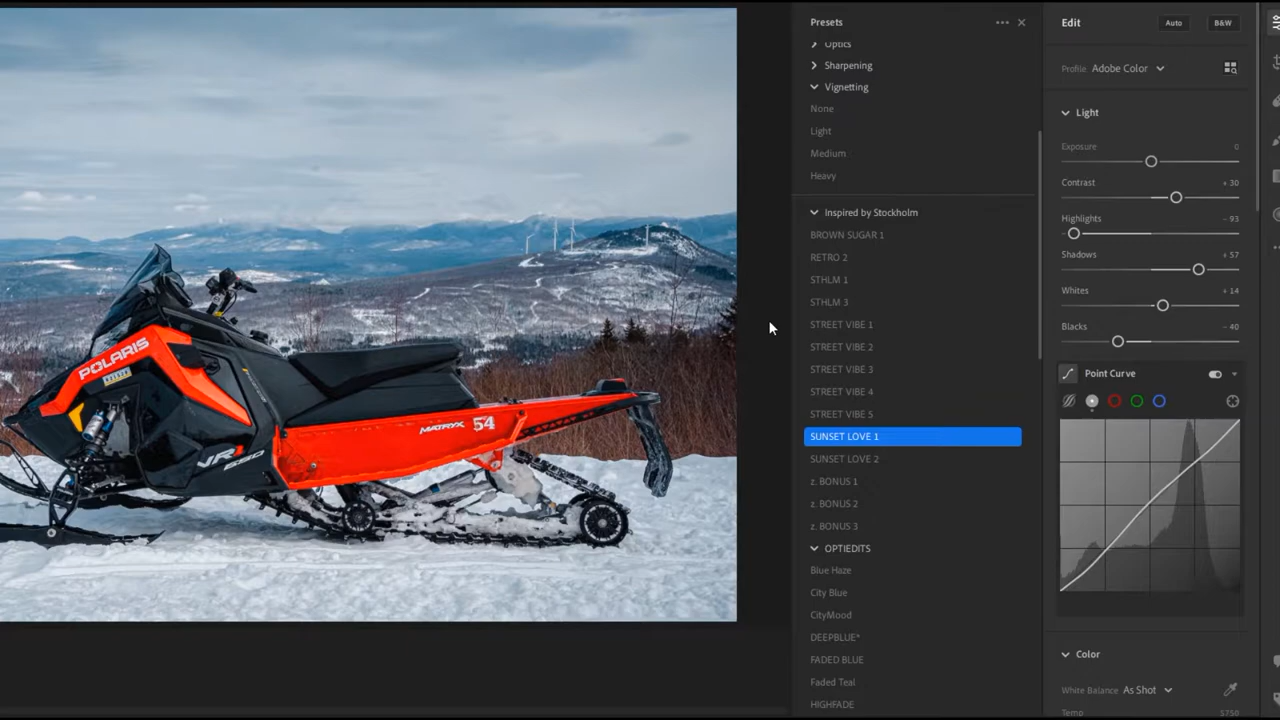 POLARIS
VR1
650
MATRYX 54
Presets
Optics
Sharpening
Vignetting
None
Light
Medium
Heavy
Inspired by Stockholm
BROWN SUGAR 1
RETRO 2
STHLM 1
STHLM 3
STREET VIBE 1
STREET VIBE 2
STREET VIBE 3
STREET VIBE 4
STREET VIBE 5
SUNSET LOVE 1
SUNSET LOVE 2
z. BONUS 1
z. BONUS 2
z. BONUS 3
OPTIEDITS
Blue Haze
City Blue
CityMood
DEEPBLUE*
FADED BLUE
Faded Teal
HIGHFADE
Edit
Auto
B&W
Profile Adobe Color
Light
Exposure 0
Contrast + 30
Highlights – 93
Shadows + 57
Whites + 14
Blacks – 40
Point Curve
Color
White Balance As Shot
Temp 5750